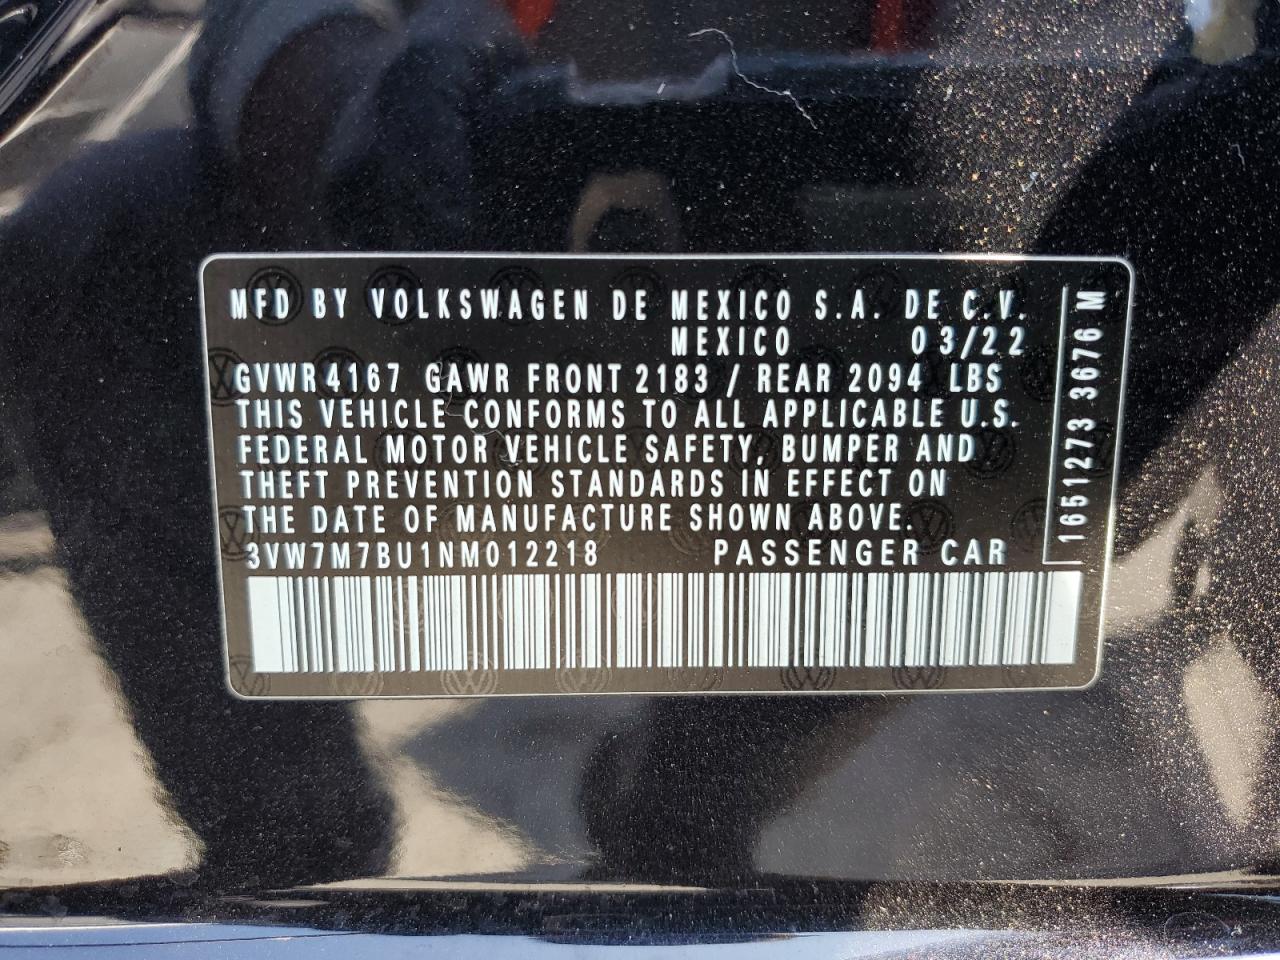 MFD BY VOLKSWAGEN DE MEXICO S.A. DE C.V.
MEXICO 03/22
GVWR 4167 GAWR FRONT 2183 / REAR 2094 LBS
THIS VEHICLE CONFORMS TO ALL APPLICABLE U.S.
FEDERAL MOTOR VEHICLE SAFETY, BUMPER AND
THEFT PREVENTION STANDARDS IN EFFECT ON
THE DATE OF MANUFACTURE SHOWN ABOVE.
3VW7M7BU1NM012218 PASSENGER CAR
1651273 3676 M